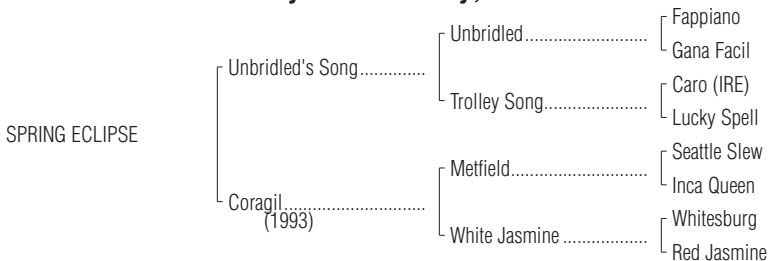 Fappiano
Unbridled................................
Gana Facil
Unbridled's Song..............
Caro (IRE)
Trolley Song...........................
Lucky Spell
SPRING ECLIPSE
Seattle Slew
Metfield....................................
Inca Queen
Coragil.....................................
(1993)
Whitesburg
White Jasmine......................
Red Jasmine